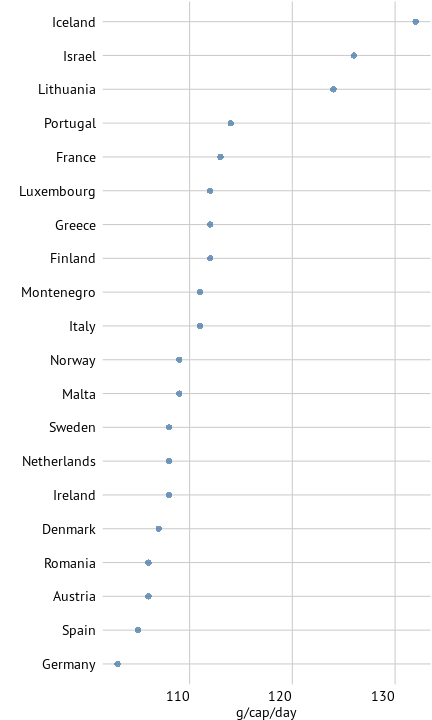 Iceland
Israel
Lithuania
Portugal
France
Luxembourg
Greece
Finland
Montenegro
Italy
Norway
Malta
Sweden
Netherlands
Ireland
Denmark
Romania
Austria
Spain
Germany
110 120 130
g/cap/day